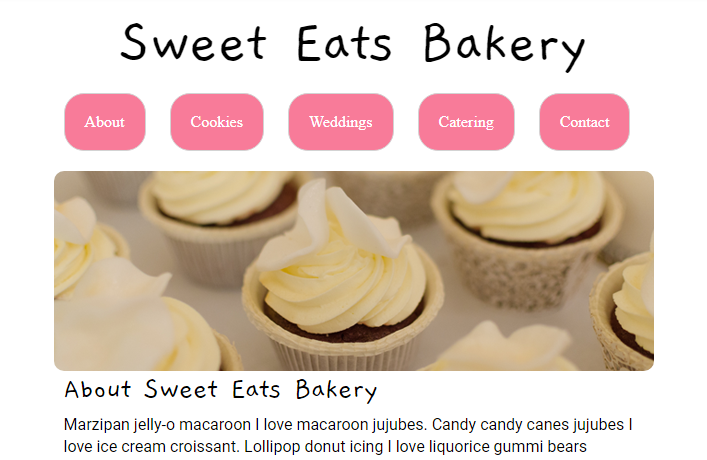 Sweet Eats Bakery
About Cookies Weddings Catering Contact
About Sweet Eats Bakery
Marzipan jelly-o macaroon I love macaroon jujubes. Candy candy canes jujubes I
love ice cream croissant. Lollipop donut icing I love liquorice gummi bears